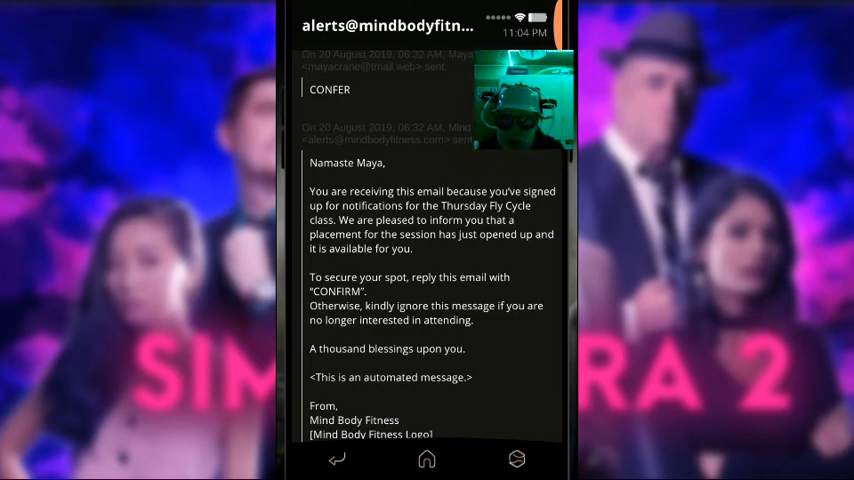 alerts@mindbodyfitn...
11:04 PM
On 20 August 2019, 06:32 AM, Maya
<mayacrane@tmail.web> sent:
CONFER
On 20 August 2019, 06:32 AM, Mind
<alerts@mindbodyfitness.com> sent
Namaste Maya,
You are receiving this email because you've signed
up for notifications for the Thursday Fly Cycle
class. We are pleased to inform you that a
placement for the session has just opened up and
it is available for you.
To secure your spot, reply this email with
"CONFIRM".
Otherwise, kindly ignore this message if you are
no longer interested in attending.
A thousand blessings upon you.
<This is an automated message.>
From,
Mind Body Fitness
[Mind Body Fitness Logo]
SIM
RA 2